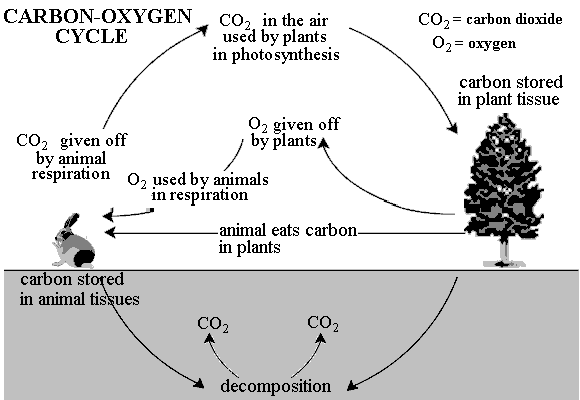 CARBON-OXYGEN
CYCLE
CO2 in the air
used by plants
in photosynthesis
CO2 = carbon dioxide
O2 = oxygen
carbon stored
in plant tissue
O2 given off
by plants
CO2 given off
by animal
respiration
O2 used by animals
in respiration
animal eats carbon
in plants
carbon stored
in animal tissues
CO2
CO2
decomposition